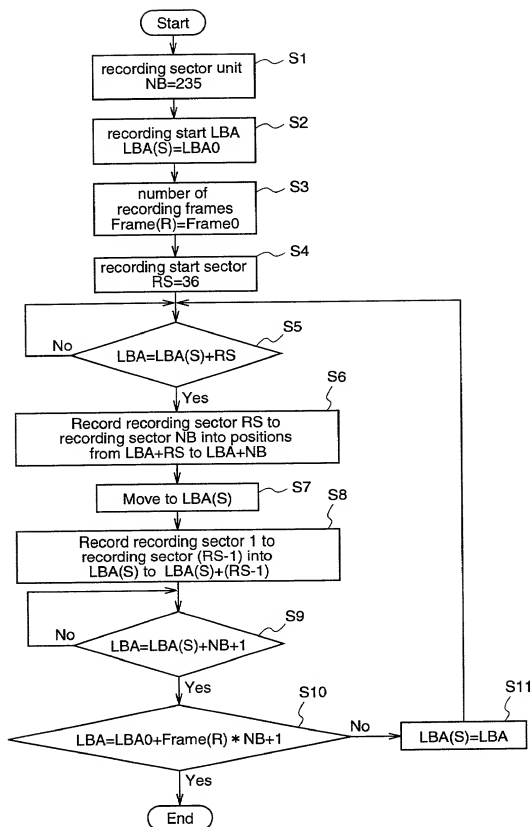 Start
recording sector unit
NB=235
S1
recording start LBA
LBA(S)=LBA0
S2
number of
recording frames
Frame(R)=Frame0
S3
recording start sector
RS=36
S4
No
LBA=LBA(S)+RS
S5
Yes
Record recording sector RS to
recording sector NB into positions
from LBA+RS to LBA+NB
S6
Move to LBA(S)
S7
Record recording sector 1 to
recording sector (RS-1) into
LBA(S) to LBA(S)+(RS-1)
S8
No
LBA=LBA(S)+NB+1
S9
Yes
LBA=LBA0+Frame(R)*NB+1
S10
No
LBA(S)=LBA
S11
Yes
End